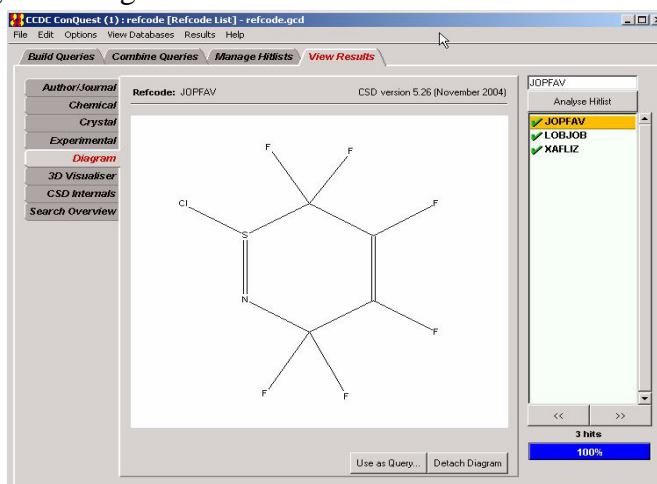 CCDC ConQuest (1) : refcode [Refcode List] - refcode.gcd
File Edit Options View Databases Results Help
Build Queries Combine Queries Manage Hitlists View Results
Author/Journal
Chemical
Crystal
Experimental
Diagram
3D Visualiser
CSD Internals
Search Overview
Refcode: JOPFAV CSD version 5.26 (November 2004)
F F
Cl F
S
N
F
F F
Use as Query... Detach Diagram
JOPFAV
Analyse Hitlist
JOPFAV
LOBJOB
XAFLIZ
<< >>
3 hits
100%